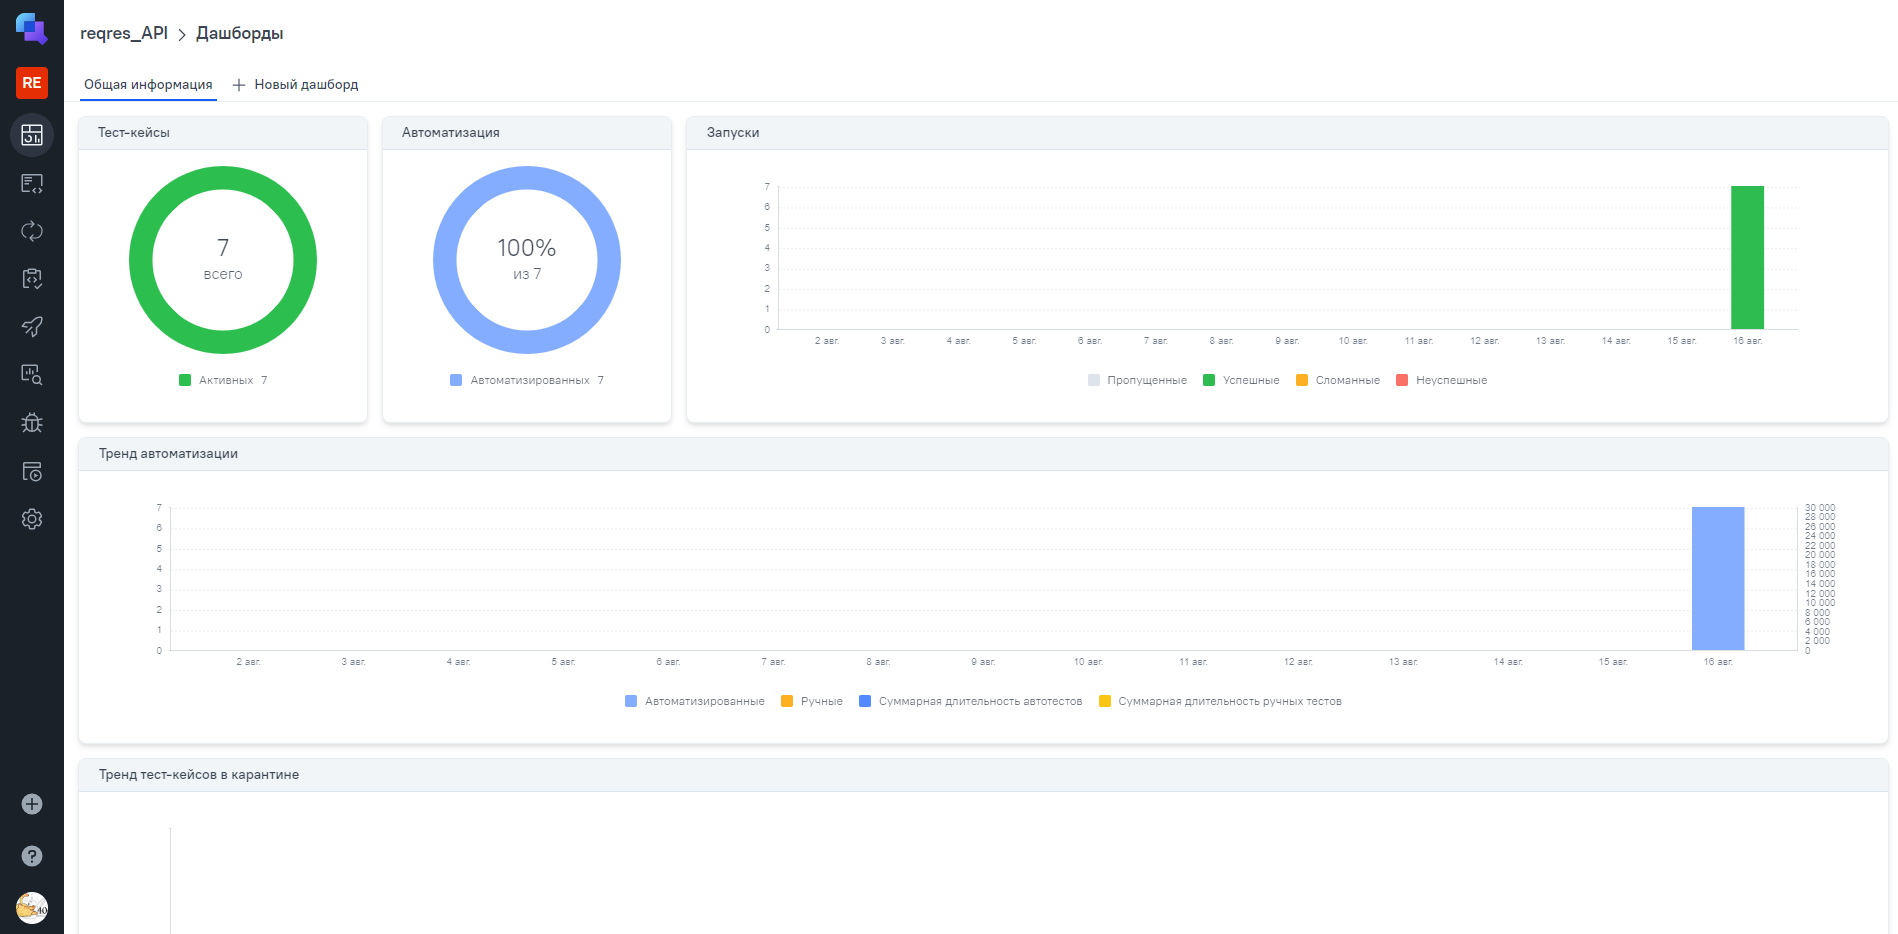 reqres_API > Дашборды
RE
Общая информация
+ Новый дашборд
Тест-кейсы
7
всего
Активных 7
Автоматизация
100%
из 7
Автоматизированных 7
Запуски
7
6
5
4
3
2
1
0
2 авг. 3 авг. 4 авг. 5 авг. 6 авг. 7 авг. 8 авг. 9 авг. 10 авг. 11 авг. 12 авг. 13 авг. 14 авг. 15 авг. 16 авг.
Пропущенные Успешные Сломанные Неуспешные
Тренд автоматизации
7
6
5
4
3
2
1
0
30 000
28 000
26 000
24 000
22 000
20 000
18 000
16 000
14 000
12 000
10 000
8 000
6 000
4 000
2 000
0
2 авг. 3 авг. 4 авг. 5 авг. 6 авг. 7 авг. 8 авг. 9 авг. 10 авг. 11 авг. 12 авг. 13 авг. 14 авг. 15 авг. 16 авг.
Автоматизированные Ручные Суммарная длительность автотестов Суммарная длительность ручных тестов
Тренд тест-кейсов в карантине